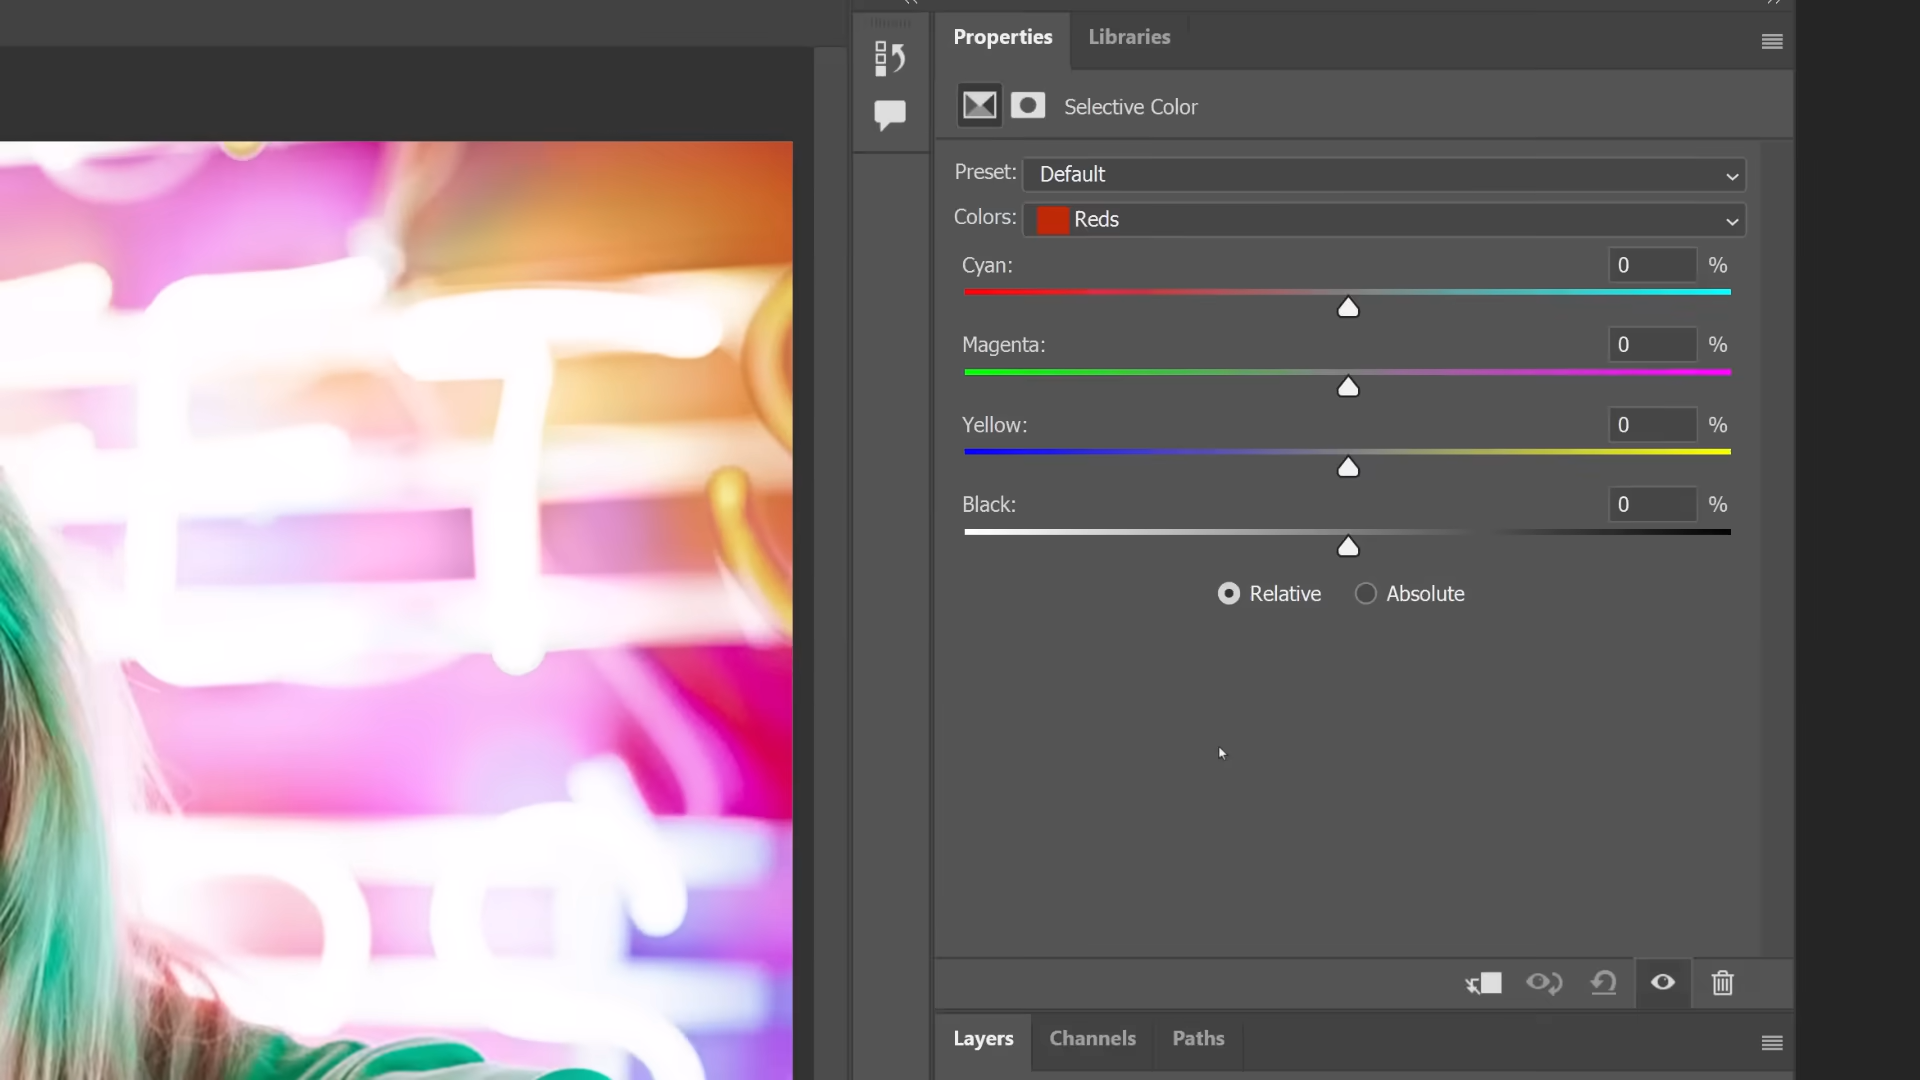 Properties Libraries
Selective Color
Preset: Default
Colors: Reds
Cyan: 0 %
Magenta: 0 %
Yellow: 0 %
Black: 0 %
Relative Absolute
Layers Channels Paths